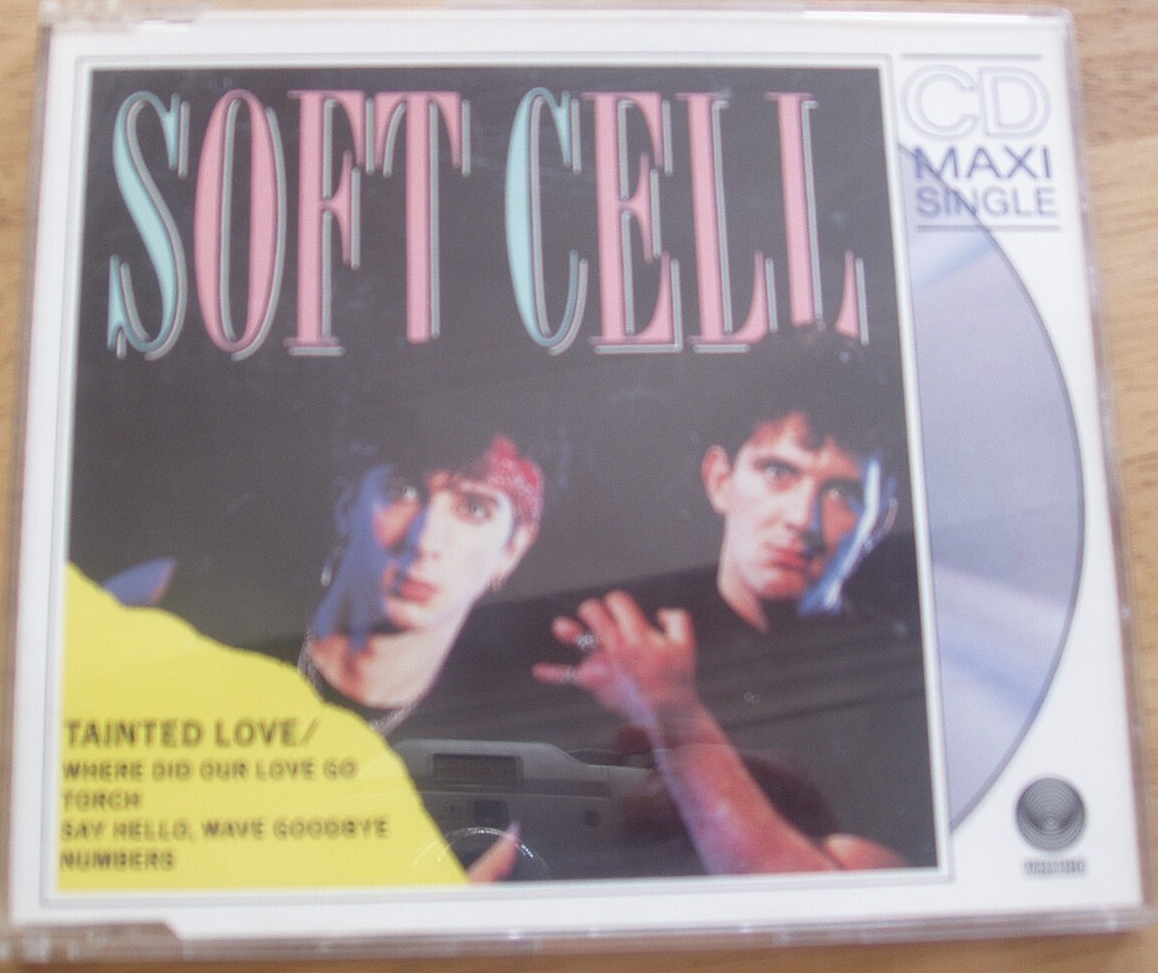 SOFT CELL
CD
MAXI
SINGLE
TAINTED LOVE/
WHERE DID OUR LOVE GO
TORCH
SAY HELLO, WAVE GOODBYE
NUMBERS